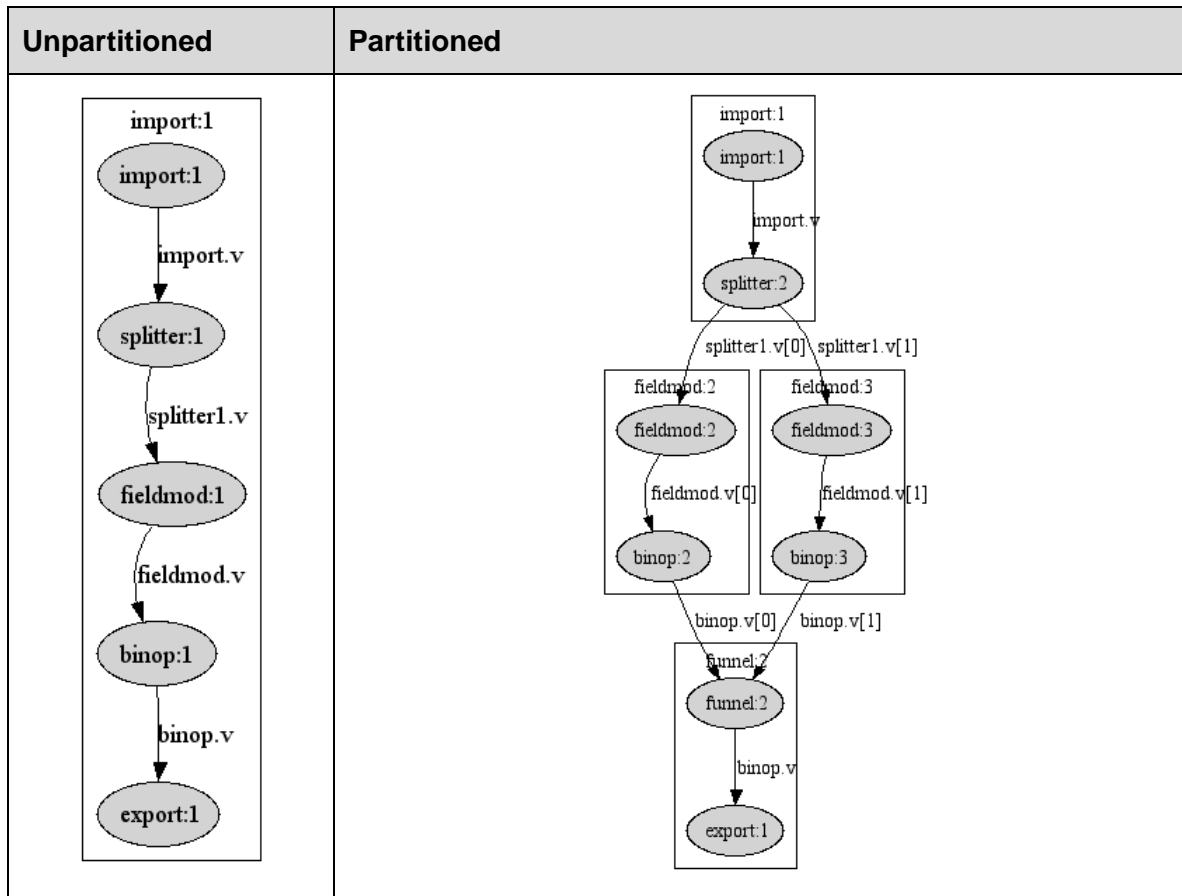 Unpartitioned
Partitioned
import:1
import:1
import.v
splitter:1
splitter1.v
fieldmod:1
fieldmod.v
binop:1
binop.v
export:1
import:1
import:1
import.v
splitter:2
splitter1.v[0] splitter1.v[1]
fieldmod:2 fieldmod:3
fieldmod:2 fieldmod:3
fieldmod.v[0] fieldmod.v[1]
binop:2 binop:3
binop.v[0] binop.v[1]
funnel:2
funnel:2
binop.v
export:1